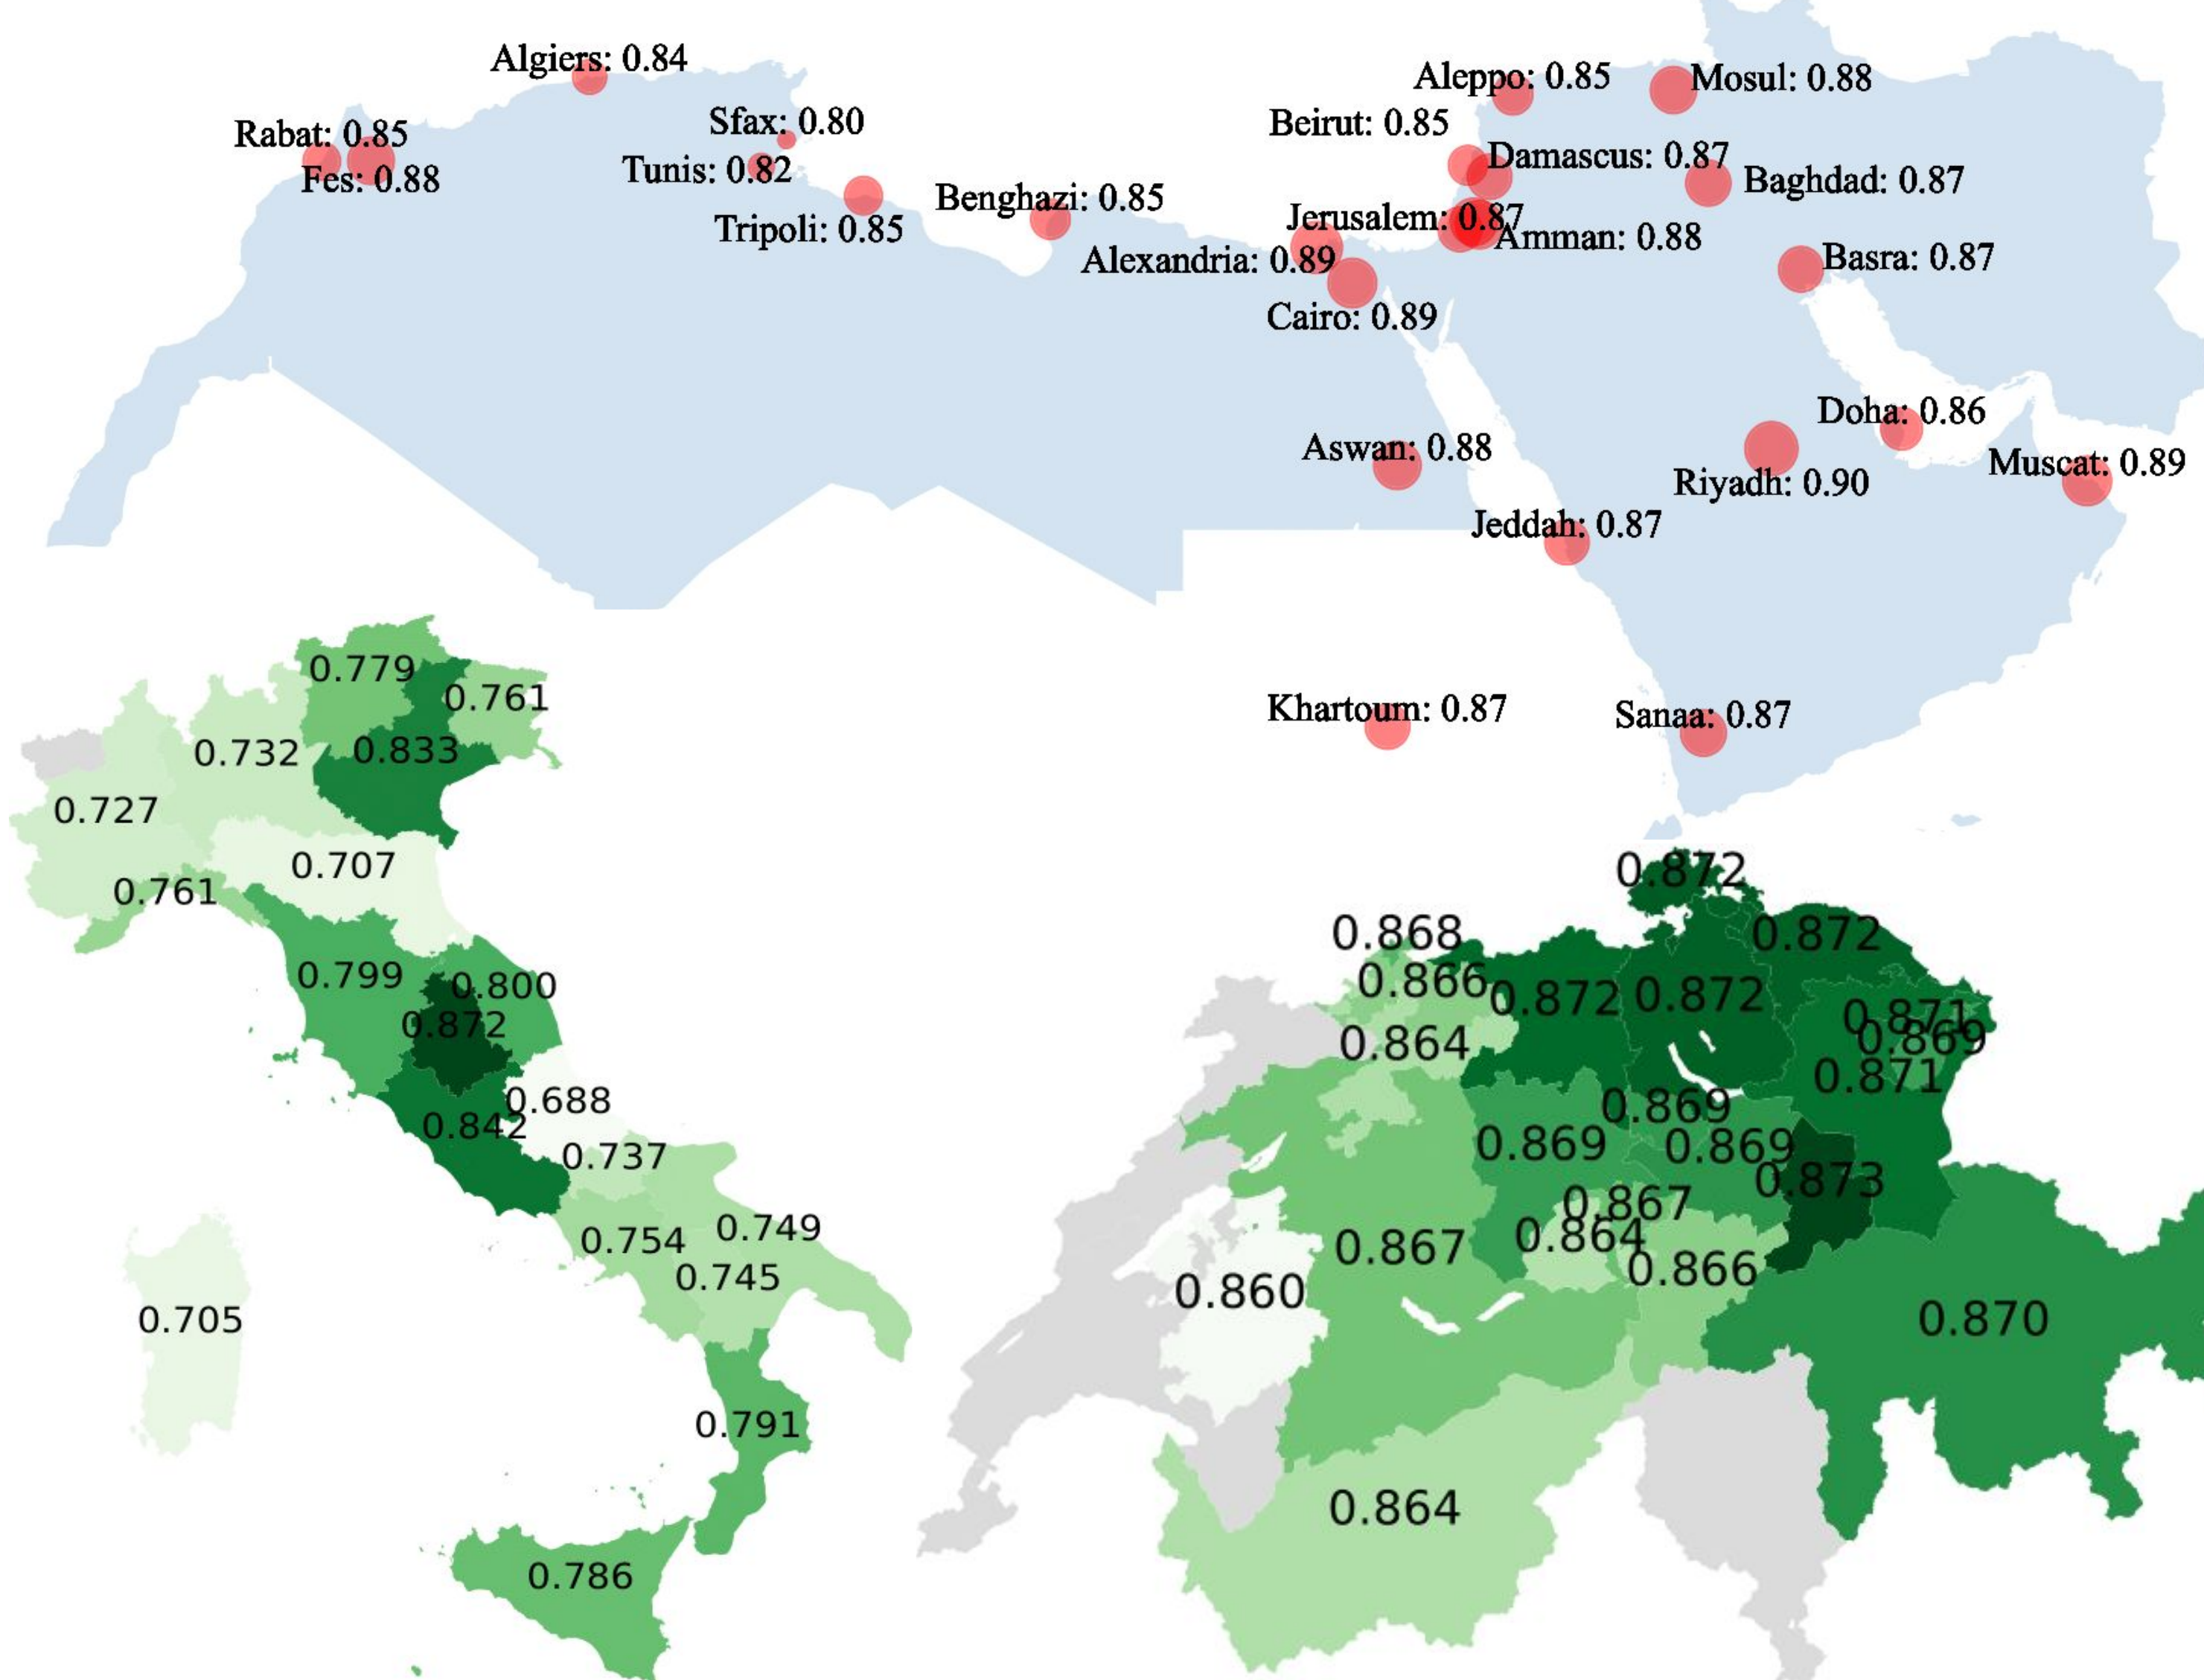 Algiers: 0.84
Rabat: 0.85
Fes: 0.88
Sfax: 0.80
Tunis: 0.82
Tripoli: 0.85
Benghazi: 0.85
Aleppo: 0.85
Mosul: 0.88
Beirut: 0.85
Damascus: 0.87
Baghdad: 0.87
Jerusalem: 0.87
Amman: 0.88
Alexandria: 0.89
Basra: 0.87
Cairo: 0.89
Doha: 0.86
Aswan: 0.88
Riyadh: 0.90
Muscat: 0.89
Jeddah: 0.87
Khartoum: 0.87
Sanaa: 0.87
0.779
0.761
0.732
0.833
0.727
0.707
0.761
0.799
0.800
0.872
0.688
0.842
0.737
0.754
0.749
0.745
0.705
0.791
0.786
0.872
0.868
0.872
0.866
0.872
0.872
0.871
0.869
0.864
0.871
0.869
0.869
0.869
0.873
0.867
0.864
0.867
0.866
0.860
0.870
0.864